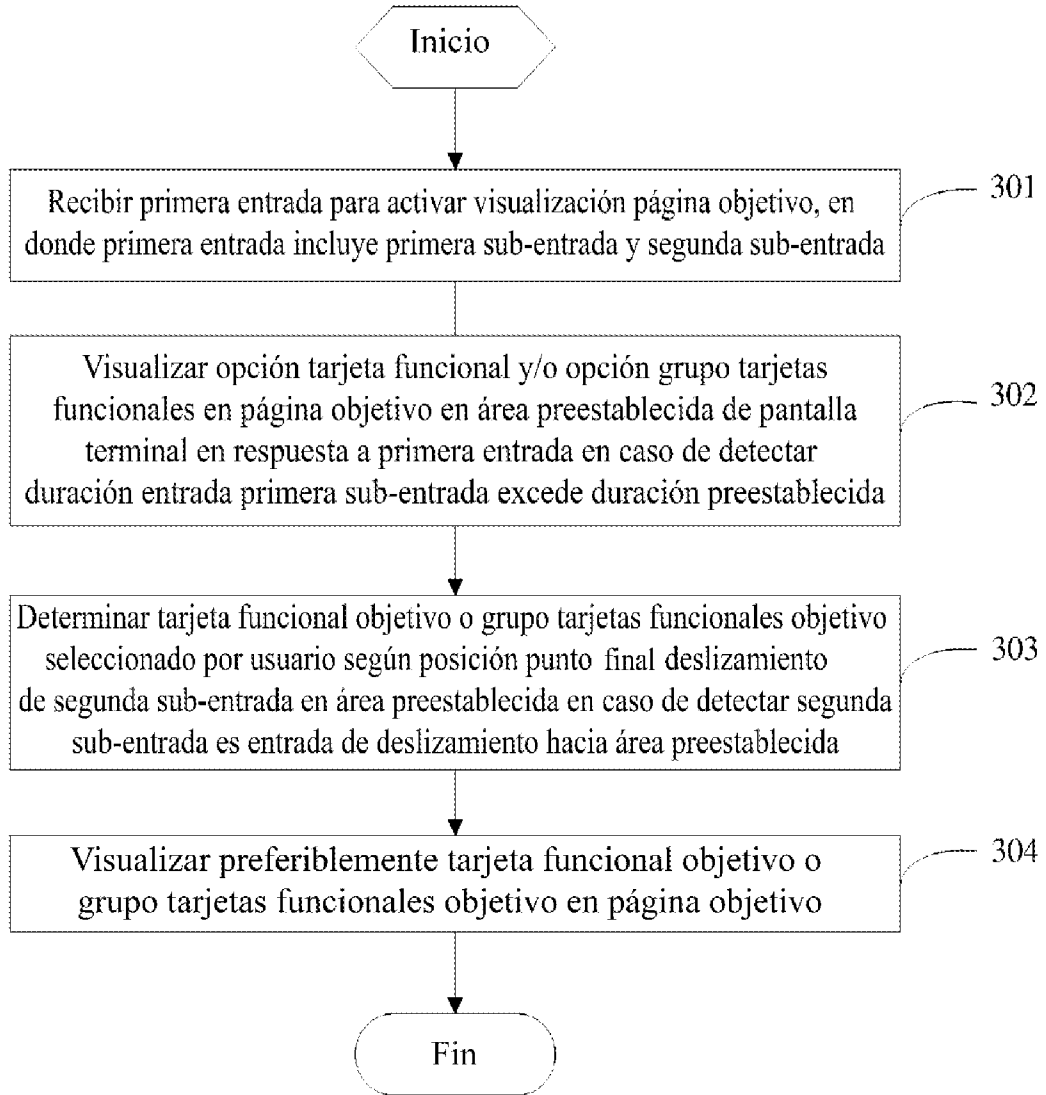 Inicio
Recibir primera entrada para activar visualización página objetivo, en
donde primera entrada incluye primera sub-entrada y segunda sub-entrada
301
Visualizar opción tarjeta funcional y/o opción grupo tarjetas
funcionales en página objetivo en área preestablecida de pantalla
terminal en respuesta a primera entrada en caso de detectar
duración entrada primera sub-entrada excede duración preestablecida
302
Determinar tarjeta funcional objetivo o grupo tarjetas funcionales objetivo
seleccionado por usuario según posición punto final deslizamiento
de segunda sub-entrada en área preestablecida en caso de detectar segunda
sub-entrada es entrada de deslizamiento hacia área preestablecida
303
Visualizar preferiblemente tarjeta funcional objetivo o
grupo tarjetas funcionales objetivo en página objetivo
304
Fin